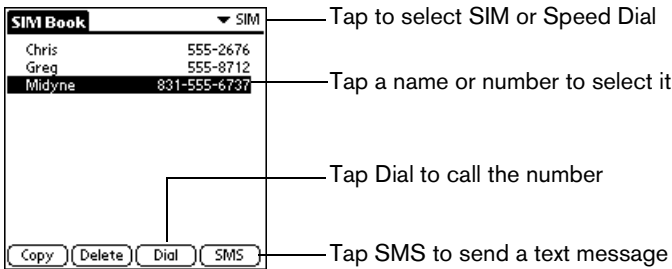 SIM Book ▼ SIM
Tap to select SIM or Speed Dial
Chris 555-2676
Greg 555-8712
Midyne 831-555-6737
Tap a name or number to select it
Tap Dial to call the number
Copy Delete Dial SMS
Tap SMS to send a text message